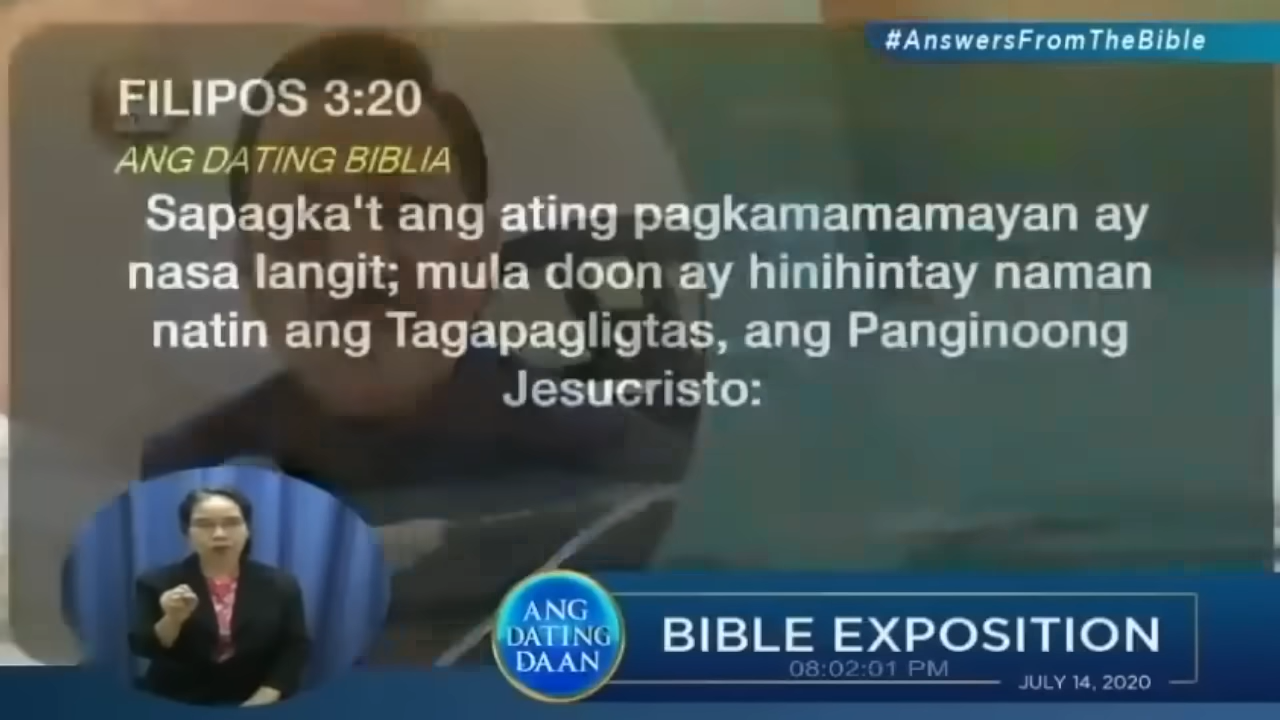 #AnswersFromTheBible
FILIPOS 3:20
ANG DATING BIBLIA
Sapagka't ang ating pagkamamamayan ay
nasa langit; mula doon ay hinihintay naman
natin ang Tagapagligtas, ang Panginoong
Jesucristo:
ANG
DATING
DAAN
BIBLE EXPOSITION
08:02:01 PM
JULY 14, 2020